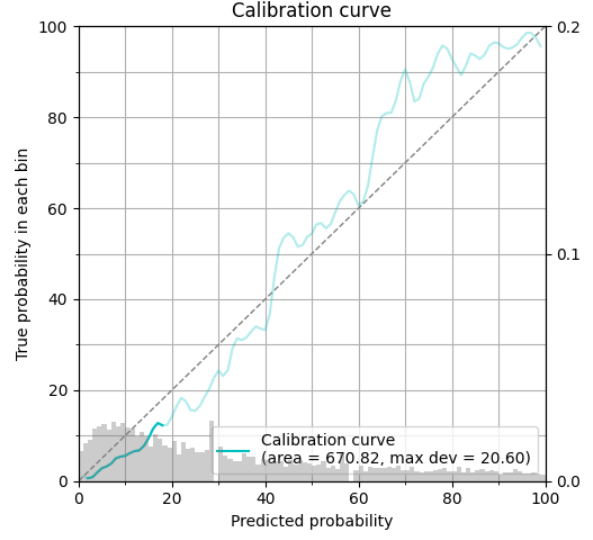 Calibration curve
100
80
60
40
20
0
0.2
0.1
0.0
True probability in each bin
Calibration curve
(area = 670.82, max dev = 20.60)
0 20 40 60 80 100
Predicted probability